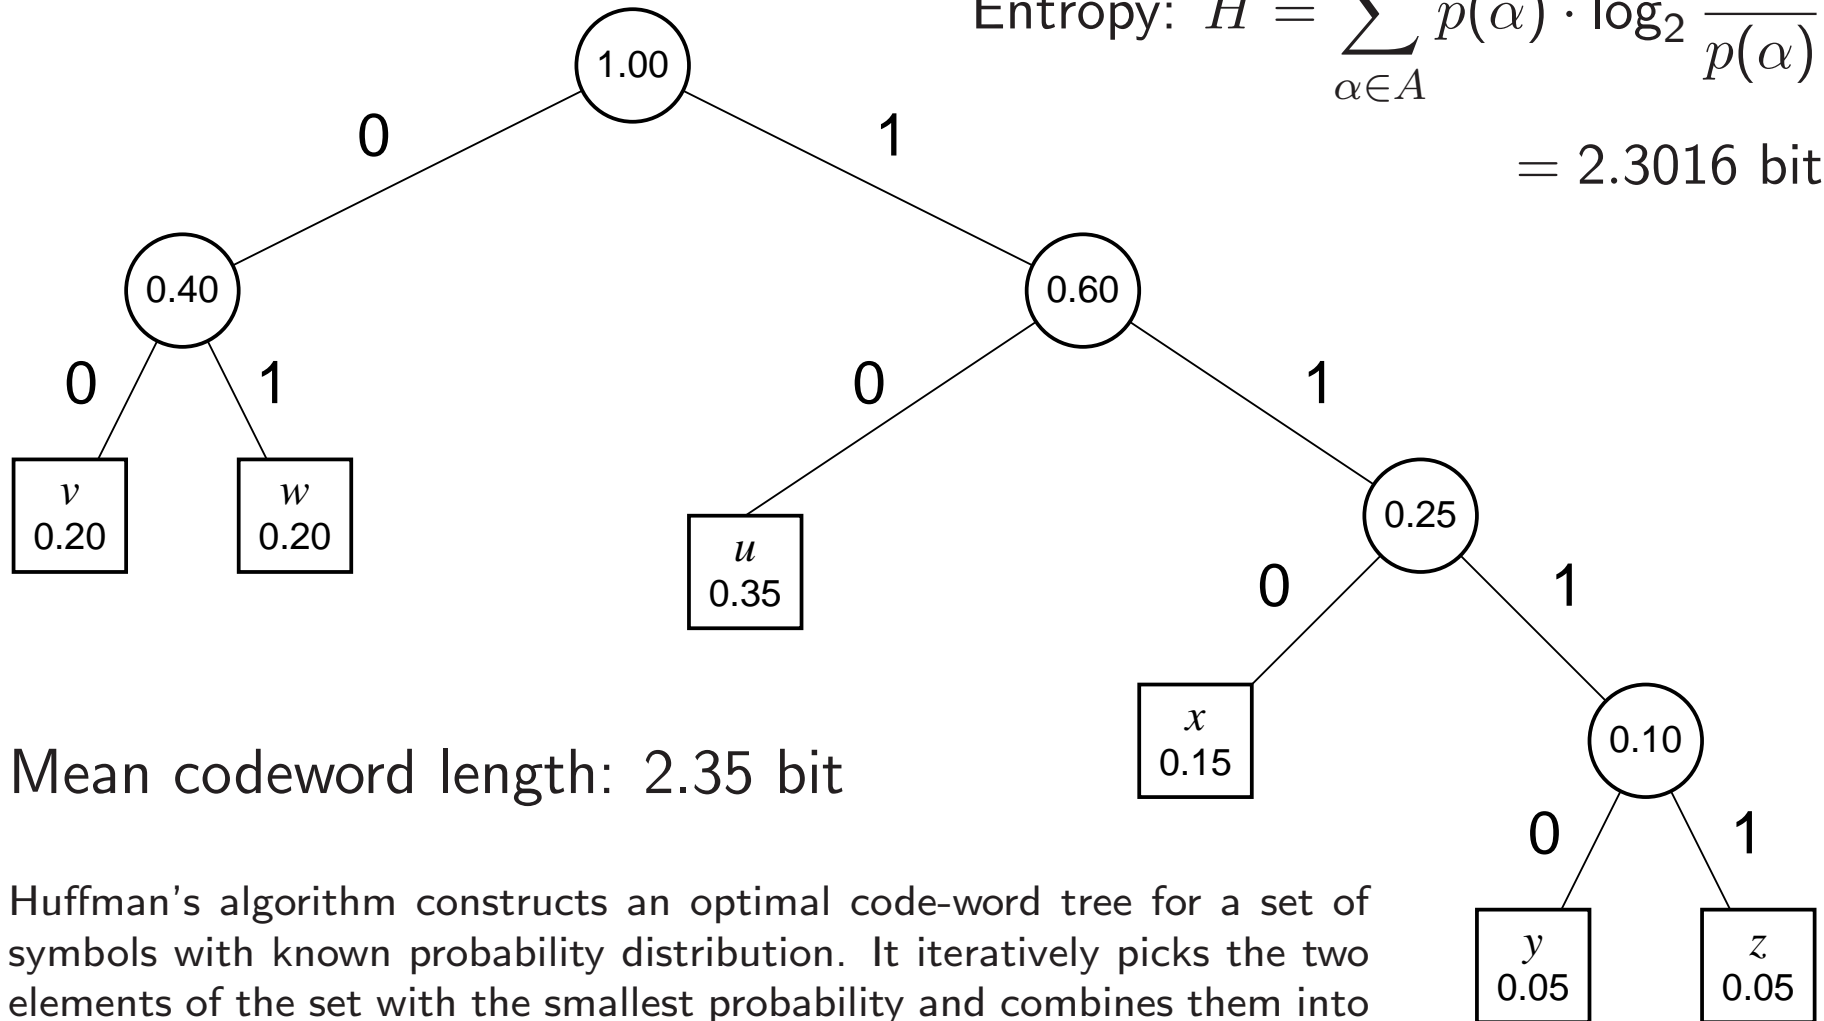 Entropy: H = ∑ p(α) · log₂ / p(α)
α∈A
= 2.3016 bit
1.00
0 1
0.40 0.60
0 1 0 1
v 0.20
w 0.20
u 0.35
0.25
0 1
x 0.15
0.10
0 1
y 0.05
z 0.05
Mean codeword length: 2.35 bit
Huffman's algorithm constructs an optimal code-word tree for a set of
symbols with known probability distribution. It iteratively picks the two
elements of the set with the smallest probability and combines them into